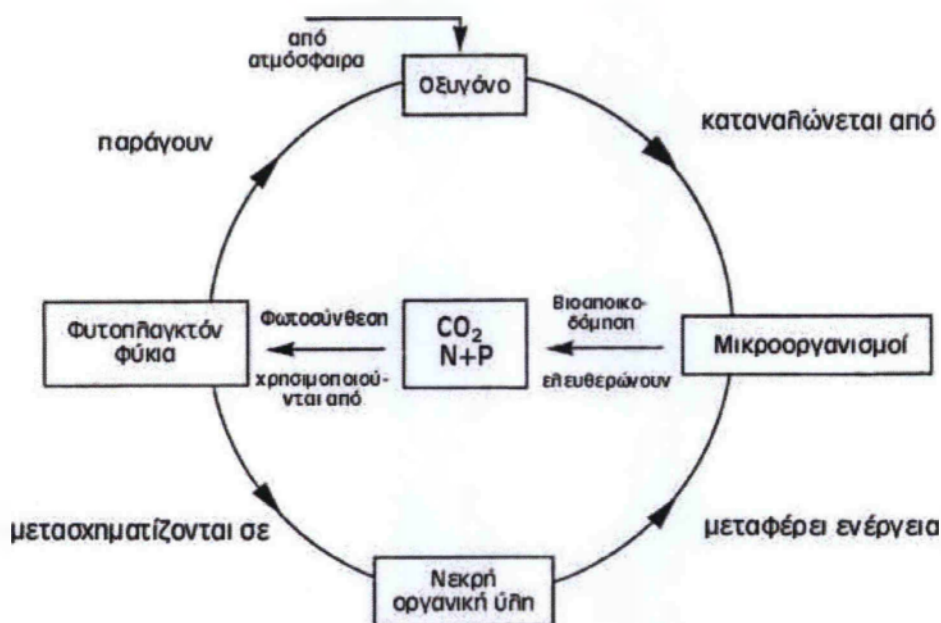 από
ατμόσφαιρα
Οξυγόνο
παράγουν
καταναλώνεται από
Φυτοπλαγκτόν
φύκια
Φωτοσύνθεση
χρησιμοποιού-
νται από
CO₂
N+P
Βιοαποικο-
δόμηση
ελευθερώνουν
Μικροοργανισμοί
μετασχηματίζονται σε
μεταφέρει ενέργεια
Νεκρή
οργανική ύλη